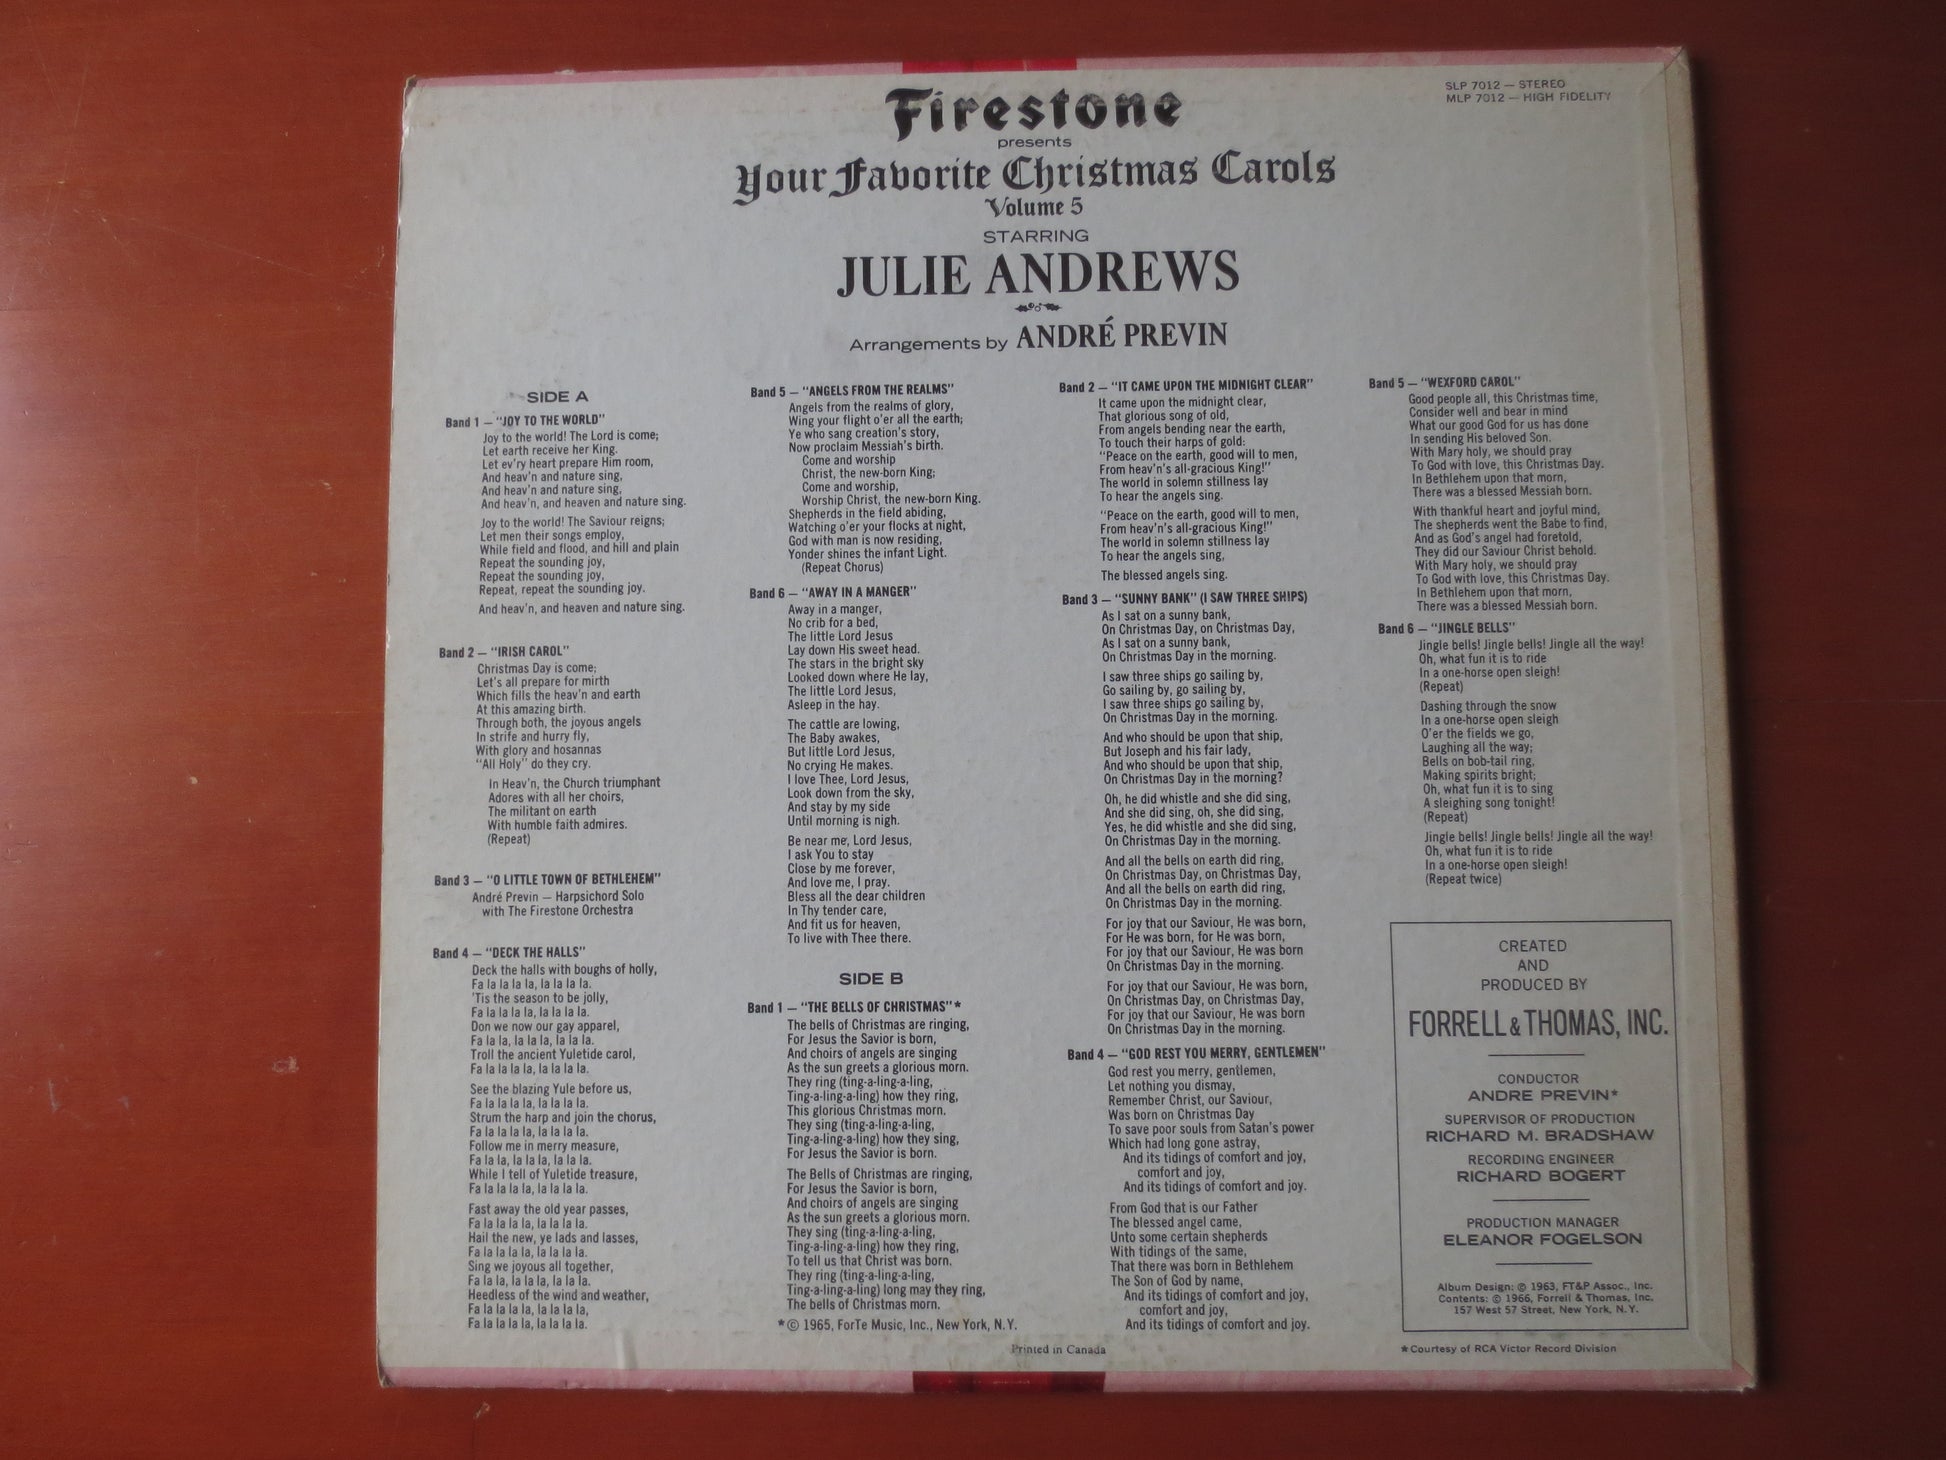 SLP 7012 — STEREO
MLP 7012 — HIGH FIDELITY
Firestone
presents
Your Favorite Christmas Carols
Volume 5
STARRING
JULIE ANDREWS
Arrangements by ANDRÉ PREVIN
SIDE A
Band 1 — "JOY TO THE WORLD"
Joy to the world! The Lord is come;
Let earth receive her King.
Let ev'ry heart prepare Him room,
And heav'n and nature sing,
And heav'n and nature sing,
And heav'n, and heaven and nature sing.
Joy to the world! The Saviour reigns;
Let men their songs employ,
While field and flood, and hill and plain
Repeat the sounding joy,
Repeat the sounding joy,
Repeat, repeat the sounding joy.
And heav'n, and heaven and nature sing.
Band 2 — "IRISH CAROL"
Christmas Day is come;
Let's all prepare for mirth
Which fills the heav'n and earth
At this amazing birth.
Through both, the joyous angels
In strife and hurry fly,
With glory and hosannas
"All Holy" do they cry.
In Heav'n, the Church triumphant
Adores with all her choirs,
The militant on earth
With humble faith admires.
(Repeat)
Band 3 — "O LITTLE TOWN OF BETHLEHEM"
André Previn — Harpsichord Solo
with The Firestone Orchestra
Band 4 — "DECK THE HALLS"
Deck the halls with boughs of holly,
Fa la la la la, la la la la.
'Tis the season to be jolly,
Fa la la la la, la la la la.
Don we now our gay apparel,
Fa la la, la la la, la la la.
Troll the ancient Yuletide carol,
Fa la la la la, la la la la.
See the blazing Yule before us,
Fa la la la la, la la la la.
Strum the harp and join the chorus,
Fa la la la la, la la la la.
Follow me in merry measure,
Fa la la, la la la, la la la.
While I tell of Yuletide treasure,
Fa la la la la, la la la la.
Fast away the old year passes,
Fa la la la la, la la la la.
Hail the new, ye lads and lasses,
Fa la la la la, la la la la.
Sing we joyous all together,
Fa la la, la la la, la la la.
Heedless of the wind and weather,
Fa la la la la, la la la la,
Fa la la la la, la la la la.
Band 5 — "ANGELS FROM THE REALMS"
Angels from the realms of glory,
Wing your flight o'er all the earth;
Ye who sang creation's story,
Now proclaim Messiah's birth.
Come and worship
Christ, the new-born King;
Come and worship,
Worship Christ, the new-born King.
Shepherds in the field abiding,
Watching o'er your flocks at night,
God with man is now residing,
Yonder shines the infant Light.
(Repeat Chorus)
Band 6 — "AWAY IN A MANGER"
Away in a manger,
No crib for a bed,
The little Lord Jesus
Lay down His sweet head.
The stars in the bright sky
Looked down where He lay,
The little Lord Jesus,
Asleep in the hay.
The cattle are lowing,
The Baby awakes,
But little Lord Jesus,
No crying He makes.
I love Thee, Lord Jesus,
Look down from the sky,
And stay by my side
Until morning is nigh.
Be near me, Lord Jesus,
I ask You to stay
Close by me forever,
And love me, I pray.
Bless all the dear children
In Thy tender care,
And fit us for heaven,
To live with Thee there.
SIDE B
Band 1 — "THE BELLS OF CHRISTMAS"*
The bells of Christmas are ringing,
For Jesus the Savior is born,
And choirs of angels are singing
As the sun greets a glorious morn.
They ring (ting-a-ling-a-ling,
Ting-a-ling-a-ling) how they ring,
This glorious Christmas morn.
They sing (ting-a-ling-a-ling,
Ting-a-ling-a-ling) how they sing,
For Jesus the Savior is born.
The Bells of Christmas are ringing,
For Jesus the Savior is born,
And choirs of angels are singing
As the sun greets a glorious morn.
They sing (ting-a-ling-a-ling,
Ting-a-ling-a-ling) how they ring,
To tell us that Christ was born.
They ring (ting-a-ling-a-ling,
Ting-a-ling-a-ling) long may they ring,
The bells of Christmas morn.
*© 1965, ForTe Music, Inc., New York, N.Y.
Band 2 — "IT CAME UPON THE MIDNIGHT CLEAR"
It came upon the midnight clear,
That glorious song of old,
From angels bending near the earth,
To touch their harps of gold:
"Peace on the earth, good will to men,
From heav'n's all-gracious King!"
The world in solemn stillness lay
To hear the angels sing.
"Peace on the earth, good will to men,
From heav'n's all-gracious King!"
The world in solemn stillness lay
To hear the angels sing,
The blessed angels sing.
Band 3 — "SUNNY BANK" (I SAW THREE SHIPS)
As I sat on a sunny bank,
On Christmas Day, on Christmas Day,
As I sat on a sunny bank,
On Christmas Day in the morning.
I saw three ships go sailing by,
Go sailing by, go sailing by,
I saw three ships go sailing by,
On Christmas Day in the morning.
And who should be upon that ship,
But Joseph and his fair lady,
And who should be upon that ship,
On Christmas Day in the morning?
Oh, he did whistle and she did sing,
And she did sing, oh, she did sing,
Yes, he did whistle and she did sing,
On Christmas Day in the morning.
And all the bells on earth did ring,
On Christmas Day, on Christmas Day,
And all the bells on earth did ring,
On Christmas Day in the morning.
For joy that our Saviour, He was born,
For He was born, for He was born,
For joy that our Saviour, He was born
On Christmas Day in the morning.
For joy that our Saviour, He was born,
On Christmas Day, on Christmas Day,
For joy that our Saviour, He was born
On Christmas Day in the morning.
Band 4 — "GOD REST YOU MERRY, GENTLEMEN"
God rest you merry, gentlemen,
Let nothing you dismay,
Remember Christ, our Saviour,
Was born on Christmas Day
To save poor souls from Satan's power
Which had long gone astray,
And its tidings of comfort and joy,
comfort and joy,
And its tidings of comfort and joy.
From God that is our Father
The blessed angel came,
Unto some certain shepherds
With tidings of the same,
That there was born in Bethlehem
The Son of God by name,
And its tidings of comfort and joy,
comfort and joy,
And its tidings of comfort and joy.
Band 5 — "WEXFORD CAROL"
Good people all, this Christmas time,
Consider well and bear in mind
What our good God for us has done
In sending His beloved Son.
With Mary holy, we should pray
To God with love, this Christmas Day.
In Bethlehem upon that morn,
There was a blessed Messiah born.
With thankful heart and joyful mind,
The shepherds went the Babe to find,
And as God's angel had foretold,
They did our Saviour Christ behold.
With Mary holy, we should pray
To God with love, this Christmas Day.
In Bethlehem upon that morn,
There was a blessed Messiah born.
Band 6 — "JINGLE BELLS"
Jingle bells! Jingle bells! Jingle all the way!
Oh, what fun it is to ride
In a one-horse open sleigh!
(Repeat)
Dashing through the snow
In a one-horse open sleigh
O'er the fields we go,
Laughing all the way;
Bells on bob-tail ring,
Making spirits bright;
Oh, what fun it is to sing
A sleighing song tonight!
(Repeat)
Jingle bells! Jingle bells! Jingle all the way!
Oh, what fun it is to ride
In a one-horse open sleigh!
(Repeat twice)
CREATED
AND
PRODUCED BY
FORRELL & THOMAS, INC.
CONDUCTOR
ANDRE PREVIN*
SUPERVISOR OF PRODUCTION
RICHARD M. BRADSHAW
RECORDING ENGINEER
RICHARD BOGERT
PRODUCTION MANAGER
ELEANOR FOGELSON
Album Design: © 1963, FT&P Assoc., Inc.
Contents: © 1966, Forrell & Thomas, Inc.
157 West 57 Street, New York, N.Y.
*Courtesy of RCA Victor Record Division
Printed in Canada